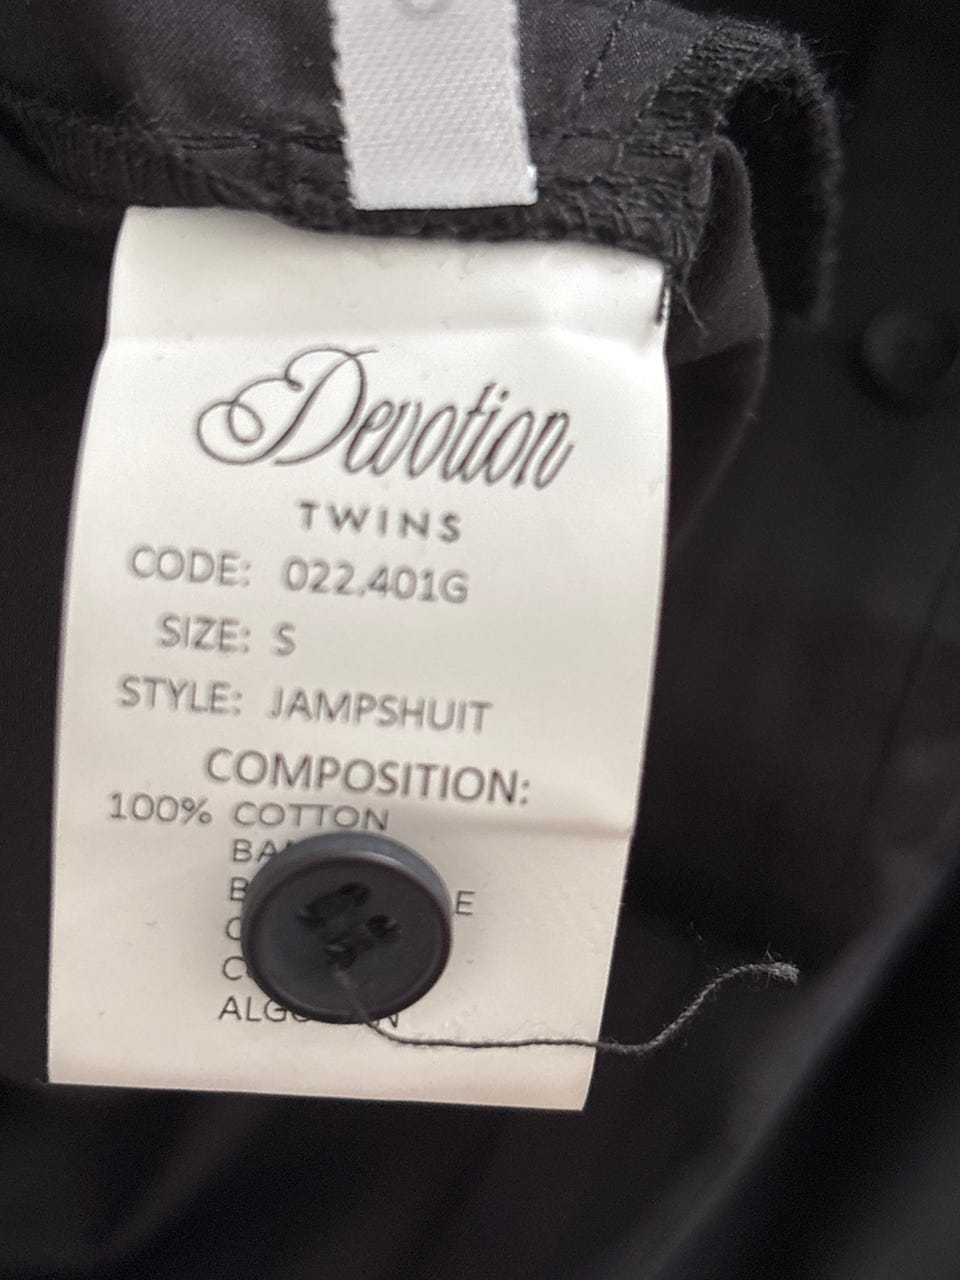 Devotion
TWINS
CODE: 022.401G
SIZE: S
STYLE: JAMPSHUIT
COMPOSITION:
100% COTTON